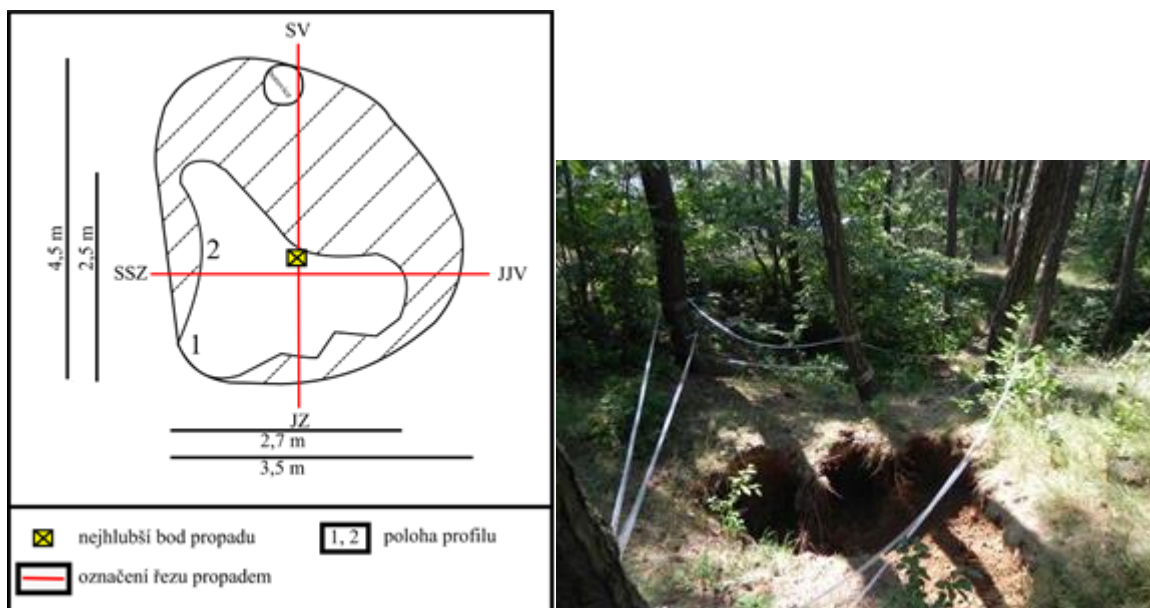 SV
4,5 m
2,5 m
2
SSZ
JJV
1
JZ
2,7 m
3,5 m
nejhlubší bod propadu
1, 2 poloha profilu
označení řezu propadem